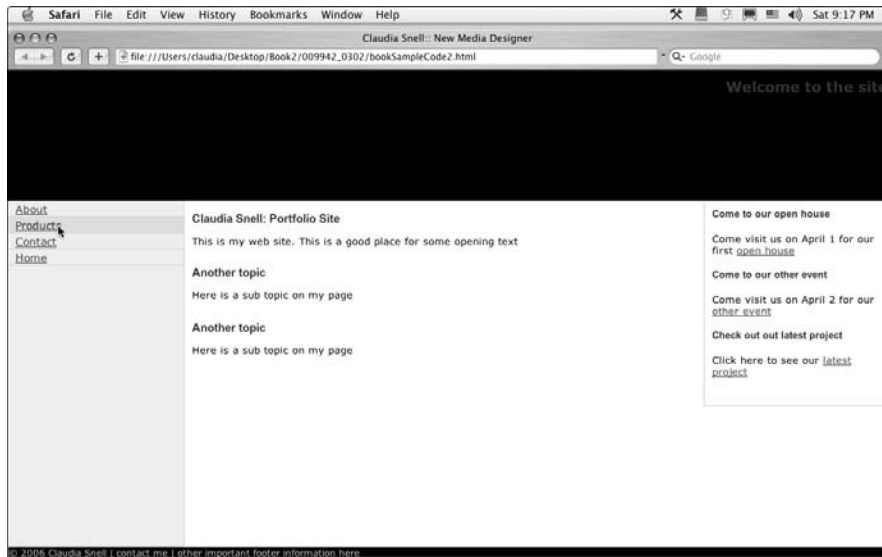 Safari File Edit View History Bookmarks Window Help Sat 9:17 PM
Claudia Snell:: New Media Designer
file:///Users/claudia/Desktop/Book2/009942_0302/bookSampleCode2.html
Google
Welcome to the site
About
Products
Contact
Home
Claudia Snell: Portfolio Site
This is my web site. This is a good place for some opening text
Another topic
Here is a sub topic on my page
Another topic
Here is a sub topic on my page
Come to our open house
Come visit us on April 1 for our
first open house
Come to our other event
Come visit us on April 2 for our
other event
Check out out latest project
Click here to see our latest
project
© 2006 Claudia Snell | contact me | other important footer information here